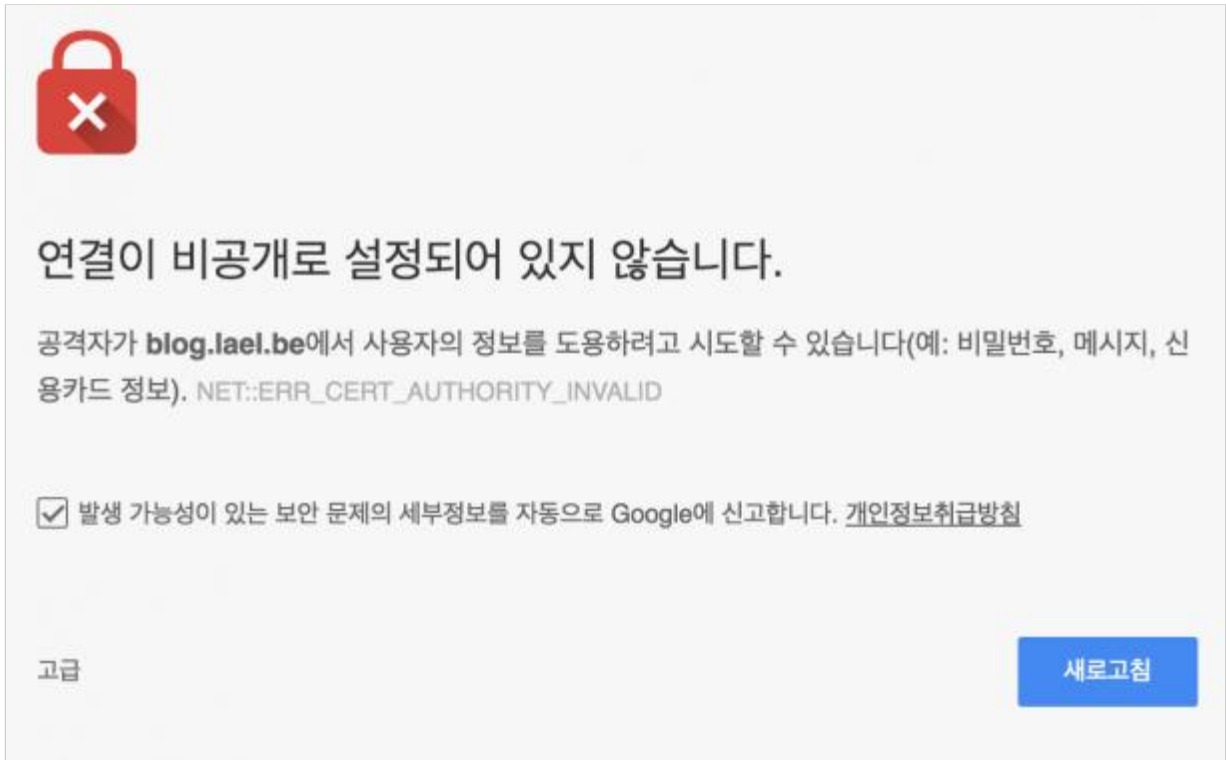 연결이 비공개로 설정되어 있지 않습니다.
공격자가 blog.lael.be에서 사용자의 정보를 도용하려고 시도할 수 있습니다(예: 비밀번호, 메시지, 신
용카드 정보). NET::ERR_CERT_AUTHORITY_INVALID
발생 가능성이 있는 보안 문제의 세부정보를 자동으로 Google에 신고합니다. 개인정보취급방침
고급
새로고침